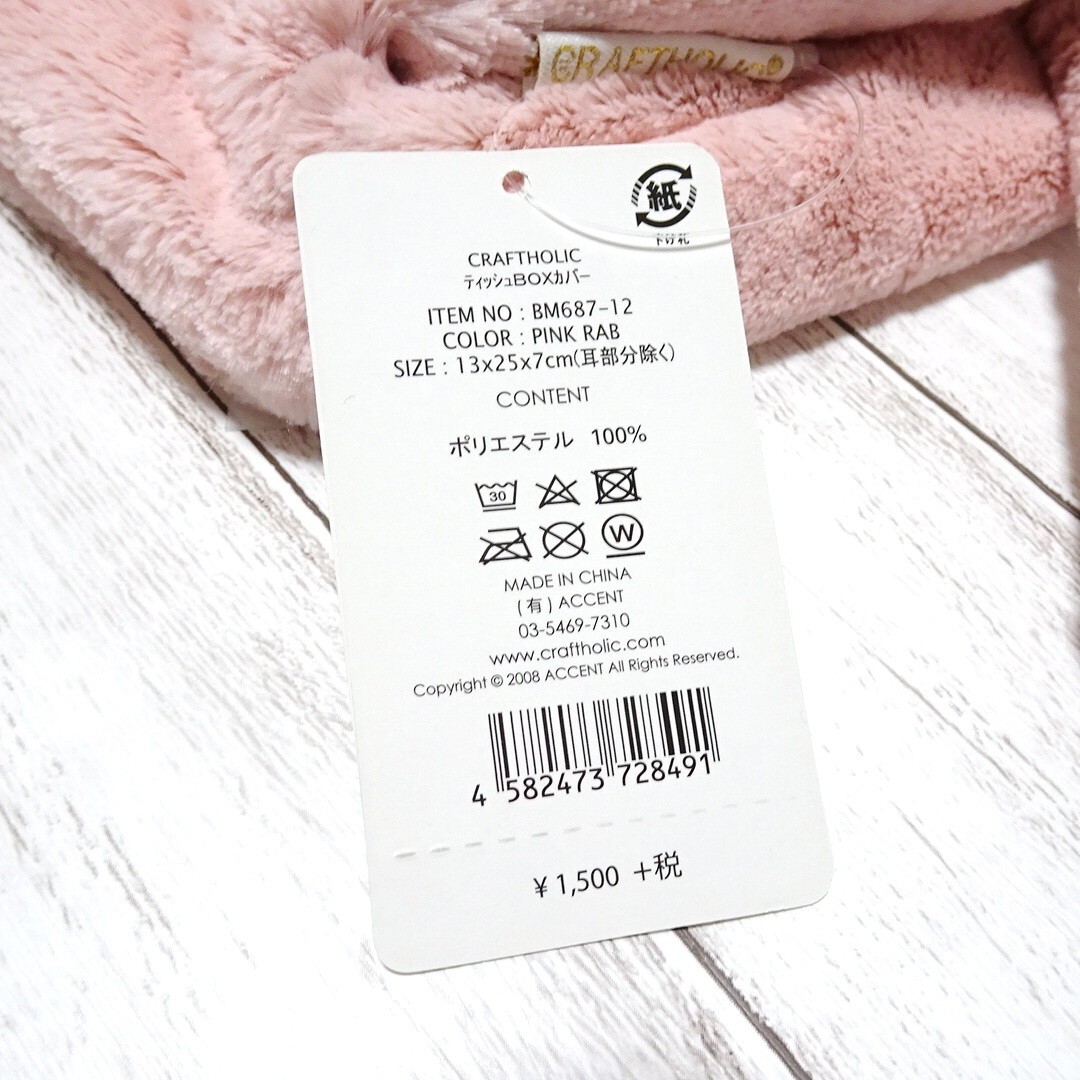 CRAFTHOLIC®
紙
下げ札
CRAFTHOLIC
ティッシュBOXカバー
ITEM NO : BM687-12
COLOR : PINK RAB
SIZE : 13x25x7cm(耳部分除く)
CONTENT
ポリエステル 100%
30
W
MADE IN CHINA
(有) ACCENT
03-5469-7310
www.craftholic.com
Copyright © 2008 ACCENT All Rights Reserved.
4 582473 728491
¥1,500 +税